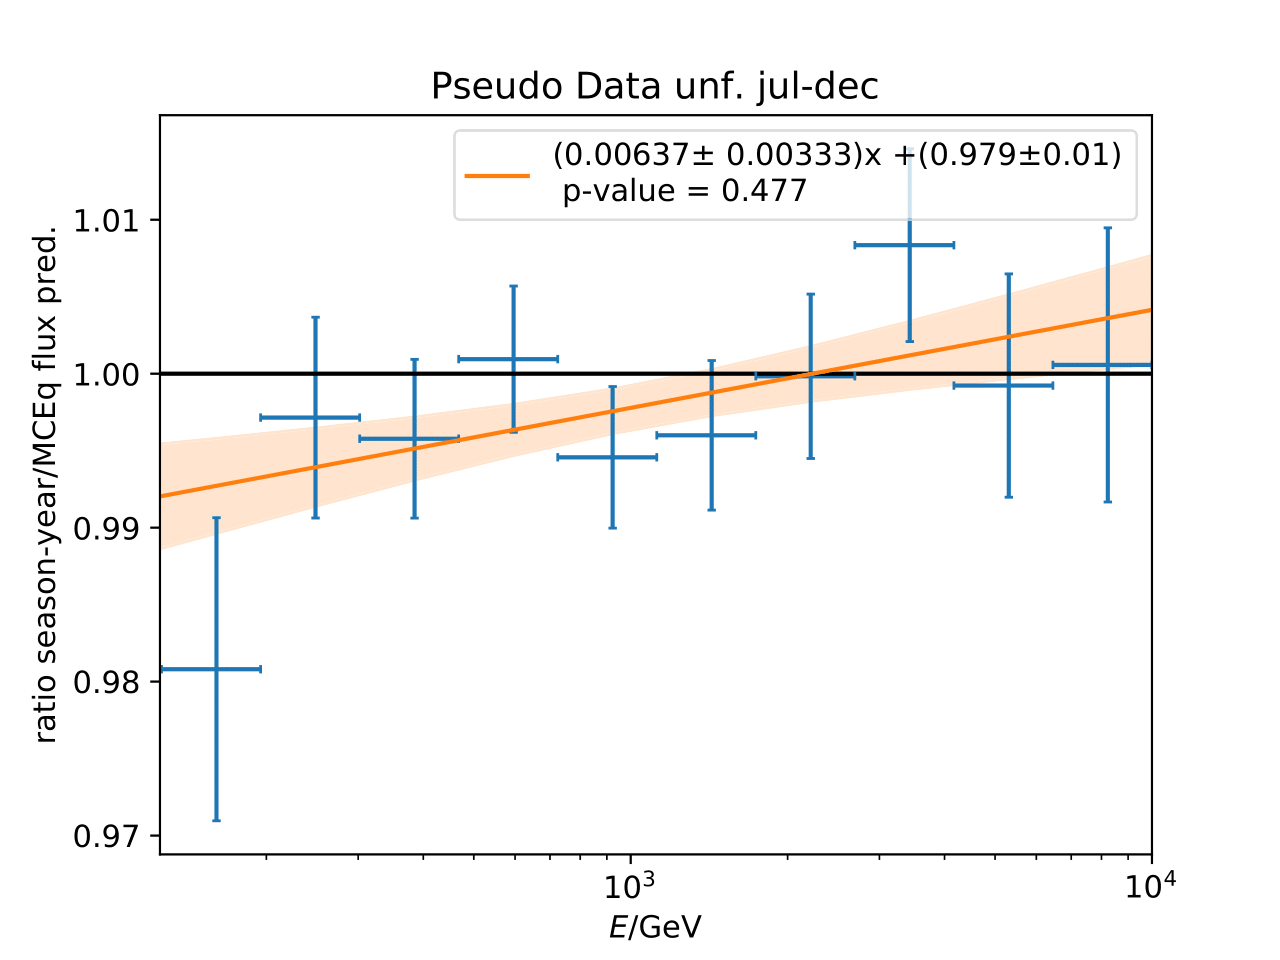 Pseudo Data unf. jul-dec
(0.00637± 0.00333)x +(0.979±0.01)
p-value = 0.477
ratio season-year/MCEq flux pred.
1.01
1.00
0.99
0.98
0.97
10³
10⁴
E/GeV